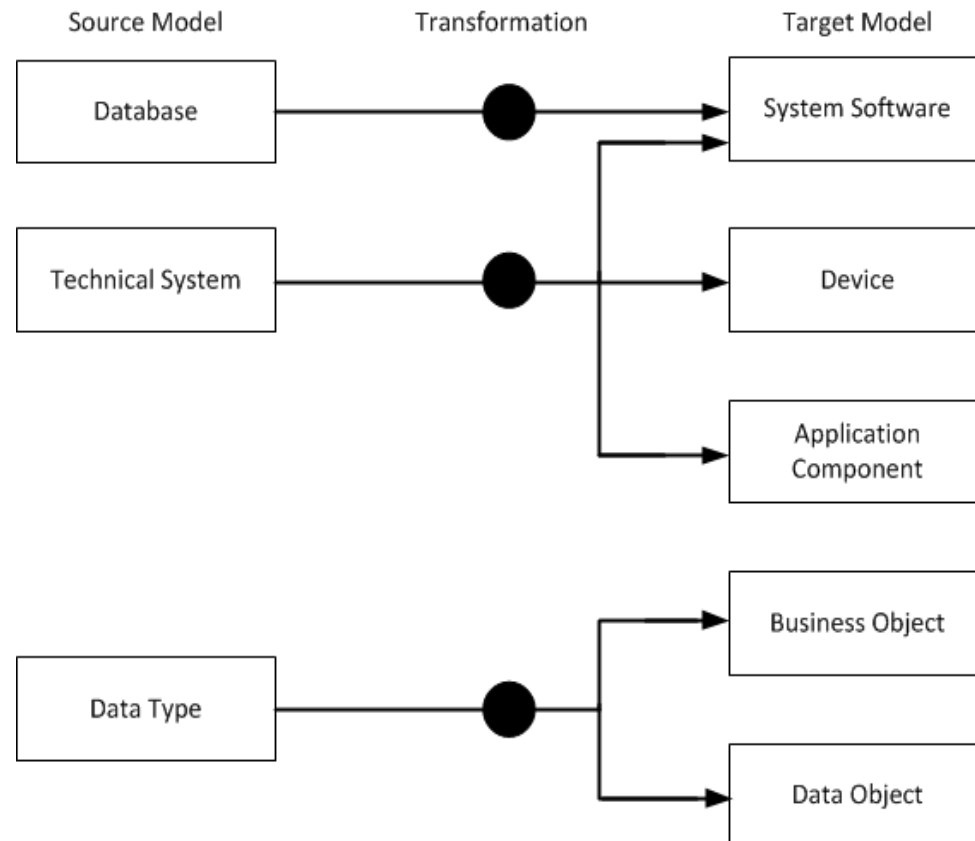 Source Model
Transformation
Target Model
Database
System Software
Technical System
Device
Application
Component
Business Object
Data Type
Data Object